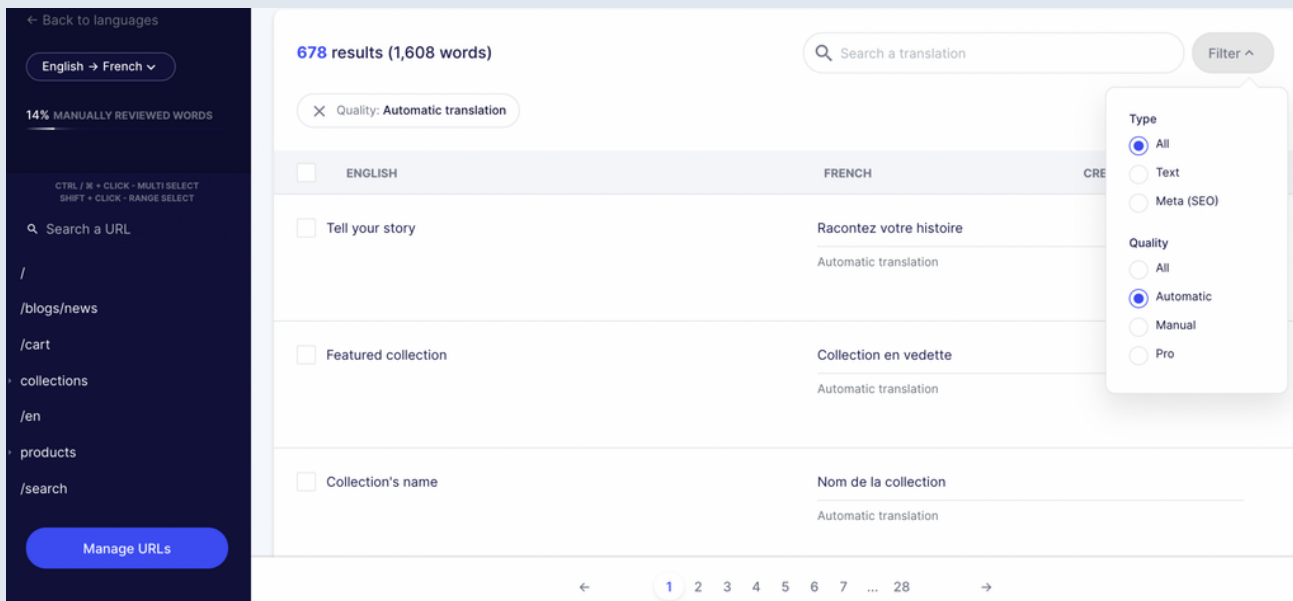 ← Back to languages
English → French
14% MANUALLY REVIEWED WORDS
CTRL / ⌘ + CLICK - MULTI SELECT
SHIFT + CLICK - RANGE SELECT
Search a URL
/
/blogs/news
/cart
collections
/en
products
/search
Manage URLs
678 results (1,608 words)
Search a translation
Filter
Quality: Automatic translation
ENGLISH
FRENCH
CRE
Tell your story
Racontez votre histoire
Automatic translation
Featured collection
Collection en vedette
Automatic translation
Collection's name
Nom de la collection
Automatic translation
Type
All
Text
Meta (SEO)
Quality
All
Automatic
Manual
Pro
← 1 2 3 4 5 6 7 ... 28 →